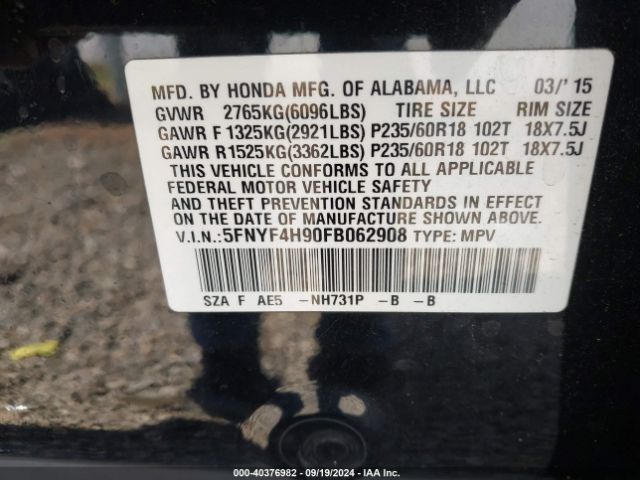 MFD. BY HONDA MFG. OF ALABAMA, LLC 03/'15
GVWR 2765KG(6096LBS) TIRE SIZE RIM SIZE
GAWR F 1325KG(2921LBS) P235/60R18 102T 18X7.5J
GAWR R1525KG(3362LBS) P235/60R18 102T 18X7.5J
THIS VEHICLE CONFORMS TO ALL APPLICABLE
FEDERAL MOTOR VEHICLE SAFETY
AND THEFT PREVENTION STANDARDS IN EFFECT
ON THE DATE OF MANUFACTURE SHOWN ABOVE.
V.I.N.:5FNYF4H90FB062908 TYPE: MPV
SZA F AE5 -NH731P -B -B
000-40376982 - 09/19/2024 - IAA Inc.